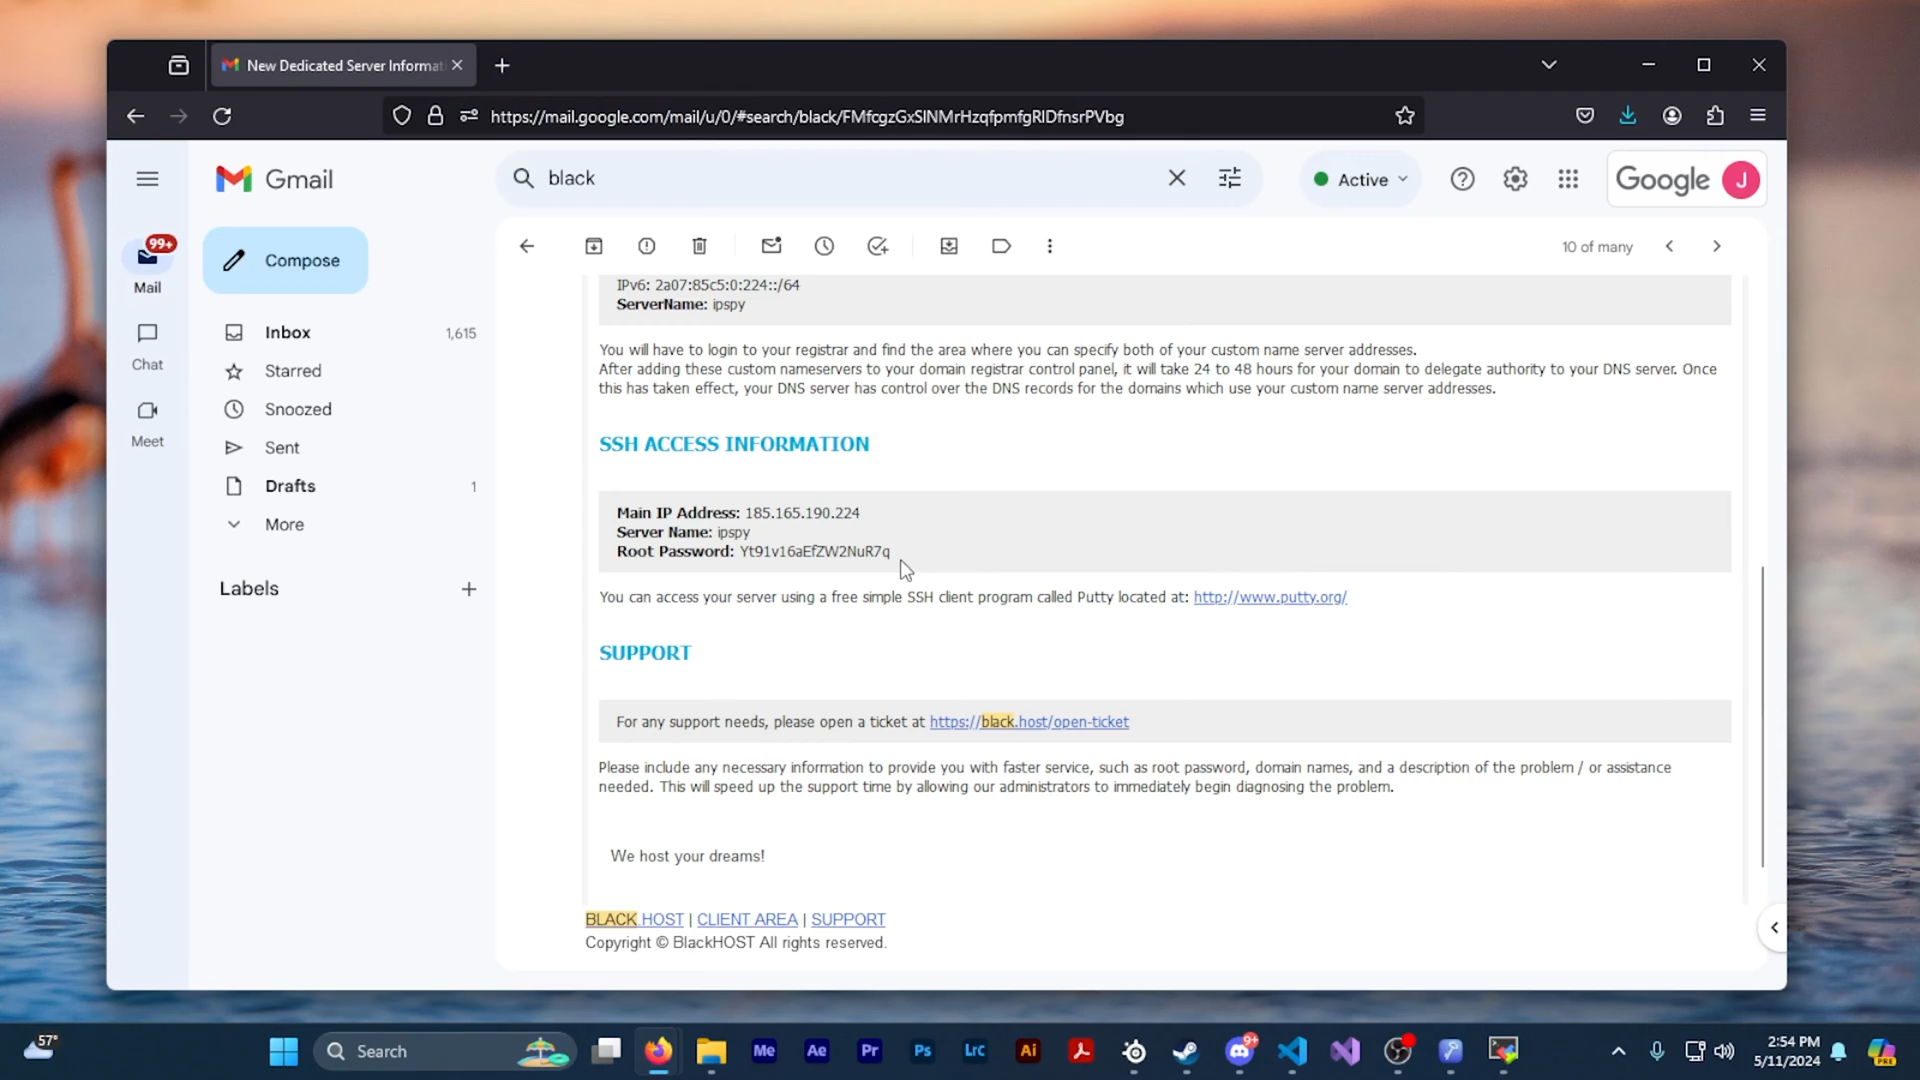 New Dedicated Server Informat
https://mail.google.com/mail/u/0/#search/black/FMfcgzGxSlNMrHzqfpmfgRlDfnsrPVbg
Gmail
black
Active
Google
J
99+
Mail
Chat
Meet
Compose
Inbox 1,615
Starred
Snoozed
Sent
Drafts 1
More
Labels
10 of many
IPv6: 2a07:85c5:0:224::/64
ServerName: ipspy
You will have to login to your registrar and find the area where you can specify both of your custom name server addresses.
After adding these custom nameservers to your domain registrar control panel, it will take 24 to 48 hours for your domain to delegate authority to your DNS server. Once
this has taken effect, your DNS server has control over the DNS records for the domains which use your custom name server addresses.
SSH ACCESS INFORMATION
Main IP Address: 185.165.190.224
Server Name: ipspy
Root Password: Yt91v16aEfZW2NuR7q
You can access your server using a free simple SSH client program called Putty located at: http://www.putty.org/
SUPPORT
For any support needs, please open a ticket at https://black.host/open-ticket
Please include any necessary information to provide you with faster service, such as root password, domain names, and a description of the problem / or assistance
needed. This will speed up the support time by allowing our administrators to immediately begin diagnosing the problem.
We host your dreams!
BLACK.HOST | CLIENT AREA | SUPPORT
Copyright © BlackHOST All rights reserved.
57°
Search
Me
Ae
Pr
Ps
Lrc
Ai
9+
2:54 PM
5/11/2024
PRE